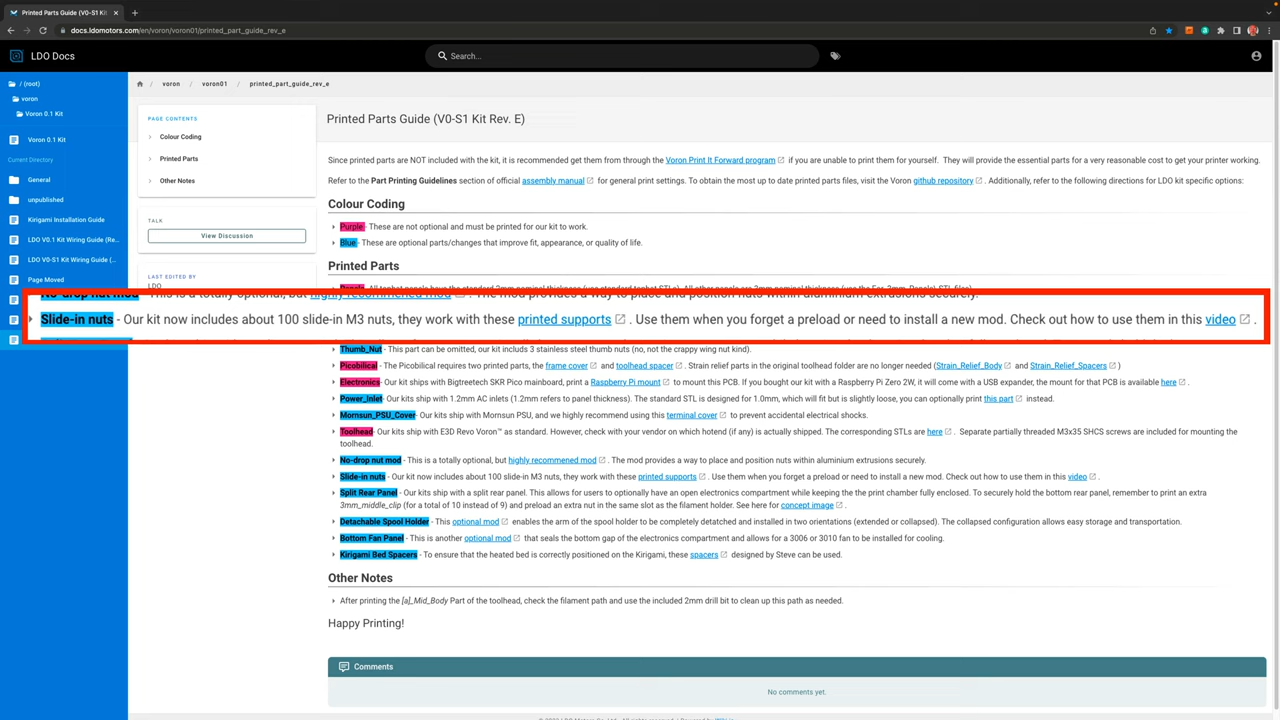 Printed Parts Guide (V0-S1 Kit
docs.ldomotors.com/en/voron/voron01/printed_part_guide_rev_e
LDO Docs
Search...
/ (root)
voron
Voron 0.1 Kit
Voron 0.1 Kit
Current Directory
General
unpublished
Kirigami Installation Guide
LDO V0.1 Kit Wiring Guide (Re...
LDO V0-S1 Kit Wiring Guide (...
Page Moved
voron / voron01 / printed_part_guide_rev_e
PAGE CONTENTS
Colour Coding
Printed Parts
Other Notes
TALK
View Discussion
LAST EDITED BY
LDO
Printed Parts Guide (V0-S1 Kit Rev. E)
Since printed parts are NOT included with the kit, it is recommended get them from through the Voron Print It Forward program if you are unable to print them for yourself. They will provide the essential parts for a very reasonable cost to get your printer working.
Refer to the Part Printing Guidelines section of official assembly manual for general print settings. To obtain the most up to date printed parts files, visit the Voron github repository. Additionally, refer to the following directions for LDO kit specific options:
Colour Coding
Purple - These are not optional and must be printed for our kit to work.
Blue - These are optional parts/changes that improve fit, appearance, or quality of life.
Printed Parts
No-drop nut mod - This is a totally optional, but highly recommened mod . The mod provides a way to place and position nuts within aluminium extrusions securely.
Slide-in nuts - Our kit now includes about 100 slide-in M3 nuts, they work with these printed supports . Use them when you forget a preload or need to install a new mod. Check out how to use them in this video .
Thumb_Nut - This part can be omitted, our kit includes 3 stainless steel thumb nuts (no, not the crappy wing nut kind).
Picobilical - The Picobilical requires two printed parts, the frame cover and toolhead spacer . Strain relief parts in the original toolhead folder are no longer needed (Strain_Relief_Body and Strain_Relief_Spacers )
Electronics- Our kit ships with Bigtreetech SKR Pico mainboard, print a Raspberry Pi mount to mount this PCB. If you bought our kit with a Raspberry Pi Zero 2W, it will come with a USB expander, the mount for that PCB is available here .
Power_Inlet- Our kits ship with 1.2mm AC inlets (1.2mm refers to panel thickness). The standard STL is designed for 1.0mm, which will fit but is slightly loose, you can optionally print this part instead.
Mornsun_PSU_Cover- Our kits ship with Mornsun PSU, and we highly recommend using this terminal cover to prevent accidental electrical shocks.
Toolhead- Our kits ship with E3D Revo Voron™ as standard. However, check with your vendor on which hotend (if any) is actually shipped. The corresponding STLs are here . Separate partially threaded M3x35 SHCS screws are included for mounting the
toolhead.
No-drop nut mod - This is a totally optional, but highly recommened mod . The mod provides a way to place and position nuts within aluminium extrusions securely.
Slide-in nuts - Our kit now includes about 100 slide-in M3 nuts, they work with these printed supports . Use them when you forget a preload or need to install a new mod. Check out how to use them in this video .
Split Rear Panel - Our kits ship with a split rear panel. This allows for users to optionally have an open electronics compartment while keeping the the print chamber fully enclosed. To securely hold the bottom rear panel, remember to print an extra
3mm_middle_clip (for a total of 10 instead of 9) and preload an extra nut in the same slot as the filament holder. See here for concept image .
Detachable Spool Holder - This optional mod enables the arm of the spool holder to be completely detatched and installed in two orientations (extended or collapsed). The collapsed configuration allows easy storage and transportation.
Bottom Fan Panel - This is another optional mod that seals the bottom gap of the electronics compartment and allows for a 3006 or 3010 fan to be installed for cooling.
Kirigami Bed Spacers - To ensure that the heated bed is correctly positioned on the Kirigami, these spacers designed by Steve can be used.
Other Notes
After printing the [a]_Mid_Body Part of the toolhead, check the filament path and use the included 2mm drill bit to clean up this path as needed.
Happy Printing!
Comments
No comments yet.